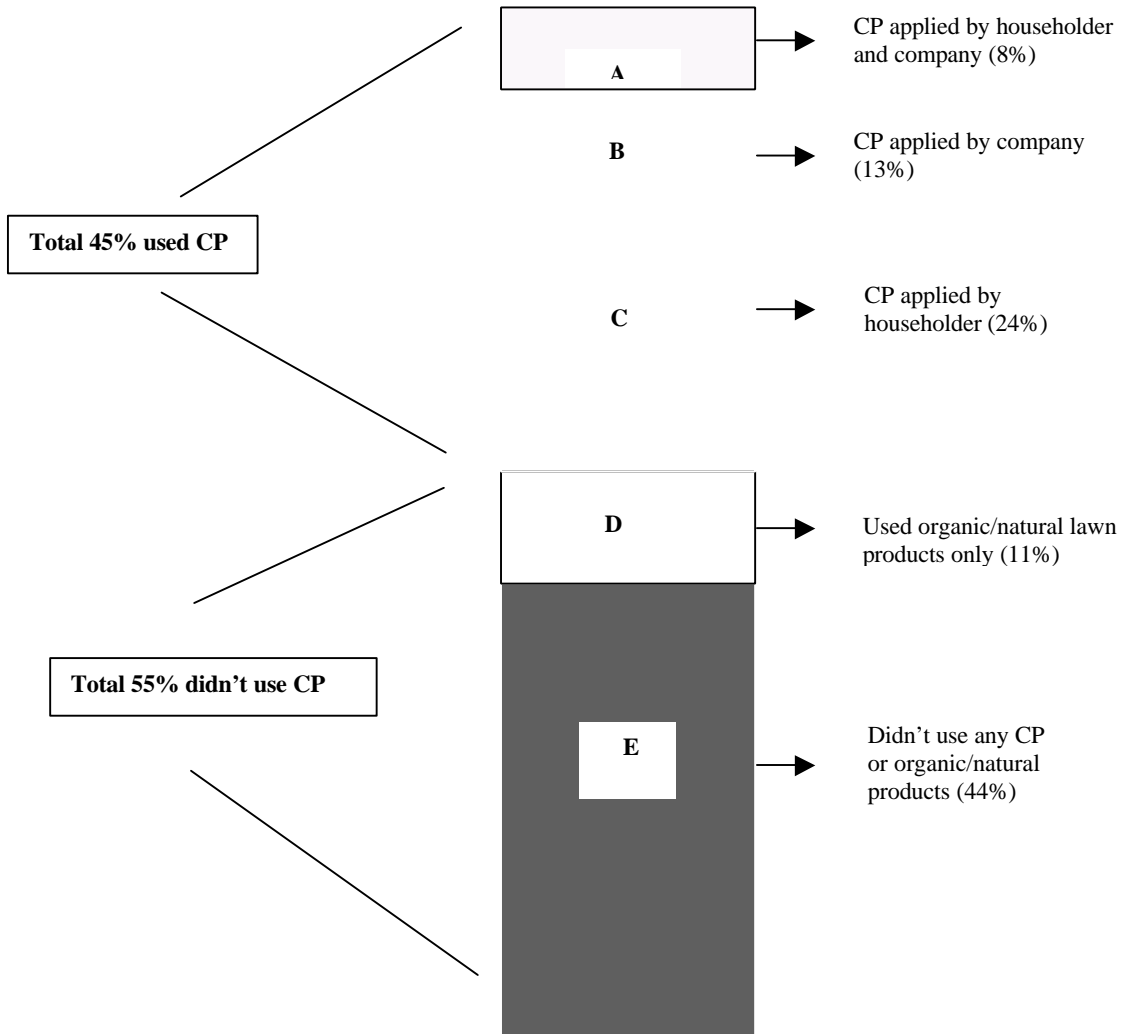 A
CP applied by householder
and company (8%)
B
CP applied by company
(13%)
Total 45% used CP
C
CP applied by
householder (24%)
D
Used organic/natural lawn
products only (11%)
Total 55% didn’t use CP
E
Didn’t use any CP
or organic/natural
products (44%)